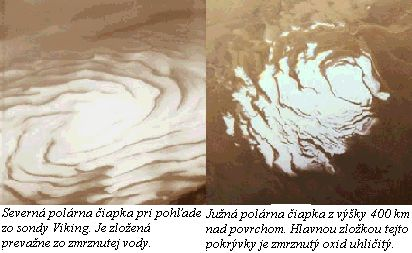 Severná polárna čiapka pri pohľade
zo sondy Viking. Je zložená
prevažne zo zmrznutej vody.
Južná polárna čiapka z výšky 400 km
nad povrchom. Hlavnou zložkou tejto
pokrývky je zmrznutý oxid uhličitý.